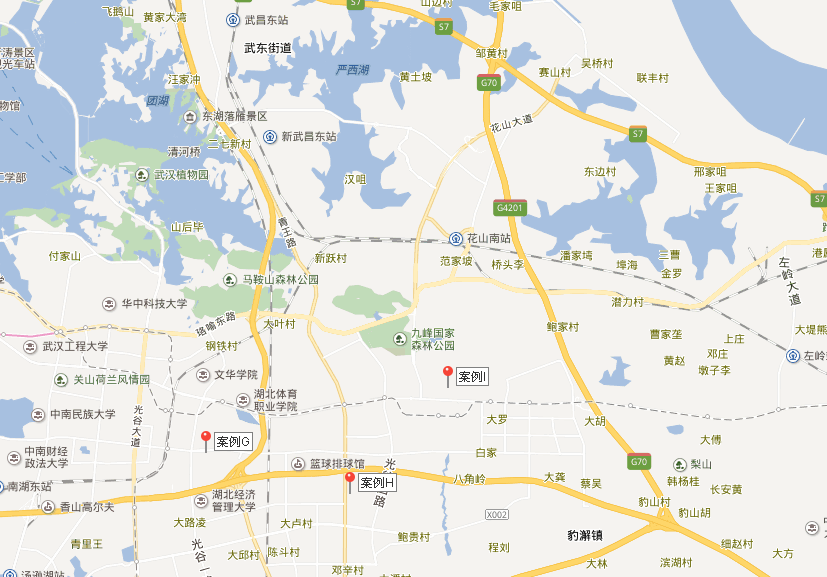 飞鹅山
黄家大湾
武昌东站
S7
山边村
毛家咀
S7
武东街道
邹黄村
吴桥村
涛景区
光车站
汪家冲
严西湖
黄土坡
G70
赛山村
联丰村
物馆
团湖
东湖落雁景区
新武昌东站
花山大道
S7
二七新村
清河桥
工学部
武汉植物园
汉咀
东边村
邢家咀
王家咀
S7
G4201
山后毕
青王路
花山南站
付家山
新跃村
范家坡
桥头李
潘家塆
三曹
埠海
金罗
左岭大道
马鞍山森林公园
华中科技大学
潜力村
珞喻东路
大叶村
九峰国家
森林公园
鲍家村
曹家垄
上庄
大堤熊
武汉工程大学
钢铁村
黄赵
邓庄
墩子李
左岭
关山荷兰风情园
文华学院
案例I
湖北体育
职业学院
中南民族大学
光谷大道
大罗
大胡
案例G
大傅
中南财经
政法大学
白家
篮球排球馆
G70
梨山
南湖东站
八角岭
大龚
蔡吴
韩杨桂
长安黄
案例H
香山高尔夫
湖北经济
管理大学
豹山村
豹山胡
X002
大路凌
大卢村
鲍贵村
豹澥镇
青里王
光谷一
大邱村
陈斗村
程刘
细赵村
大方
汤逊湖站
邓辛村
大林
滨湖村